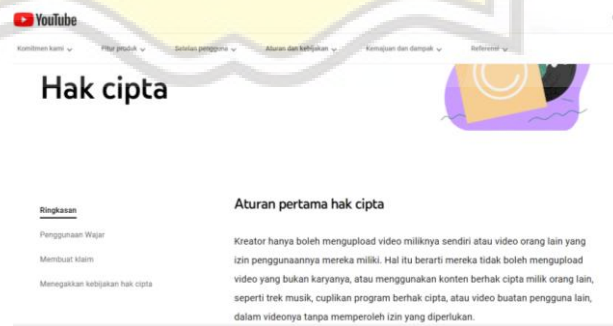 YouTube
Komitmen kami Fitur produk Setelan pengguna Aturan dan kebijakan Kemajuan dan dampak Referensi
Hak cipta
Ringkasan
Penggunaan Wajar
Membuat klaim
Menegakkan kebijakan hak cipta
Aturan pertama hak cipta
Kreator hanya boleh mengupload video miliknya sendiri atau video orang lain yang
izin penggunaannya mereka miliki. Hal itu berarti mereka tidak boleh mengupload
video yang bukan karyanya, atau menggunakan konten berhak cipta milik orang lain,
seperti trek musik, cuplikan program berhak cipta, atau video buatan pengguna lain,
dalam videonya tanpa memperoleh izin yang diperlukan.